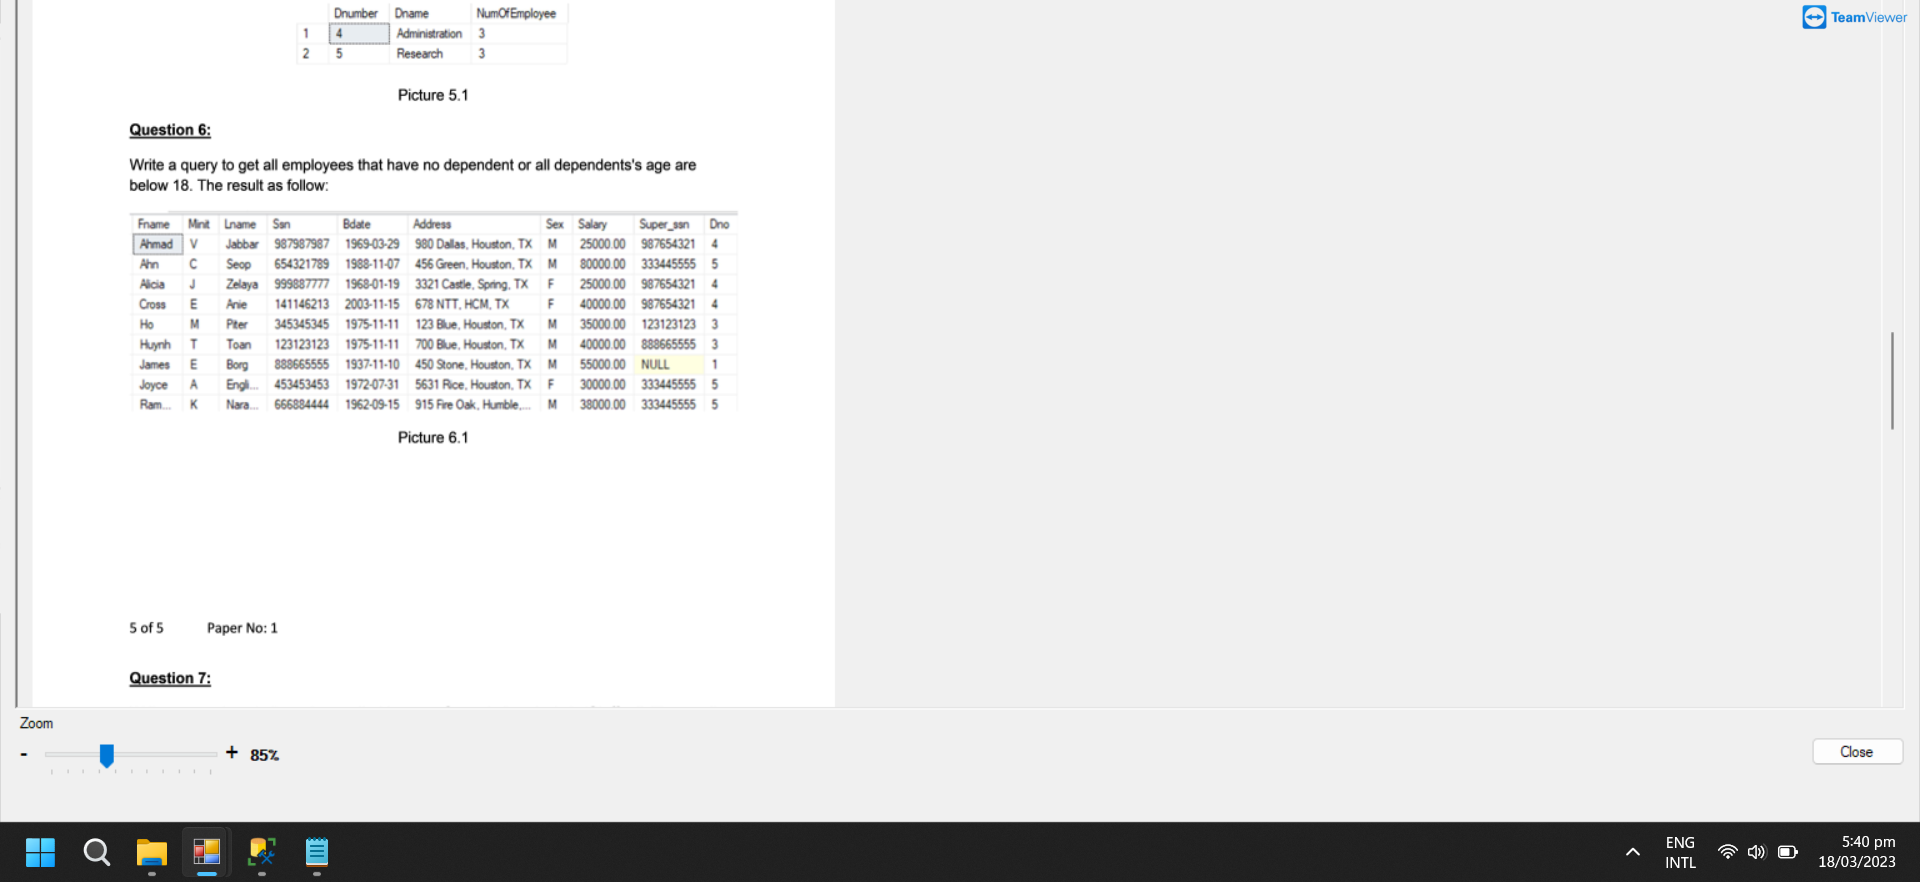 Dnumber Dname NumOfEmployee
1 4 Administration 3
2 5 Research 3
TeamViewer
Picture 5.1
Question 6:
Write a query to get all employees that have no dependent or all dependents's age are
below 18. The result as follow:
Fname Minit Lname Ssn Bdate Address Sex Salary Super_ssn Dno
Ahmad V Jabbar 987987987 1969-03-29 980 Dallas, Houston, TX M 25000.00 987654321 4
Ahn C Seop 654321789 1988-11-07 456 Green, Houston, TX M 80000.00 333445555 5
Alicia J Zelaya 999887777 1968-01-19 3321 Castle, Spring, TX F 25000.00 987654321 4
Cross E Anie 141146213 2003-11-15 678 NTT, HCM, TX F 40000.00 987654321 4
Ho M Piter 345345345 1975-11-11 123 Blue, Houston, TX M 35000.00 123123123 3
Huynh T Toan 123123123 1975-11-11 700 Blue, Houston, TX M 40000.00 888665555 3
James E Borg 888665555 1937-11-10 450 Stone, Houston, TX M 55000.00 NULL 1
Joyce A Engli... 453453453 1972-07-31 5631 Rice, Houston, TX F 30000.00 333445555 5
Ram... K Nara... 666884444 1962-09-15 915 Fire Oak, Humble,... M 38000.00 333445555 5
Picture 6.1
5 of 5 Paper No: 1
Question 7:
Zoom
- + 85%
Close
ENG 5:40 pm
INTL 18/03/2023